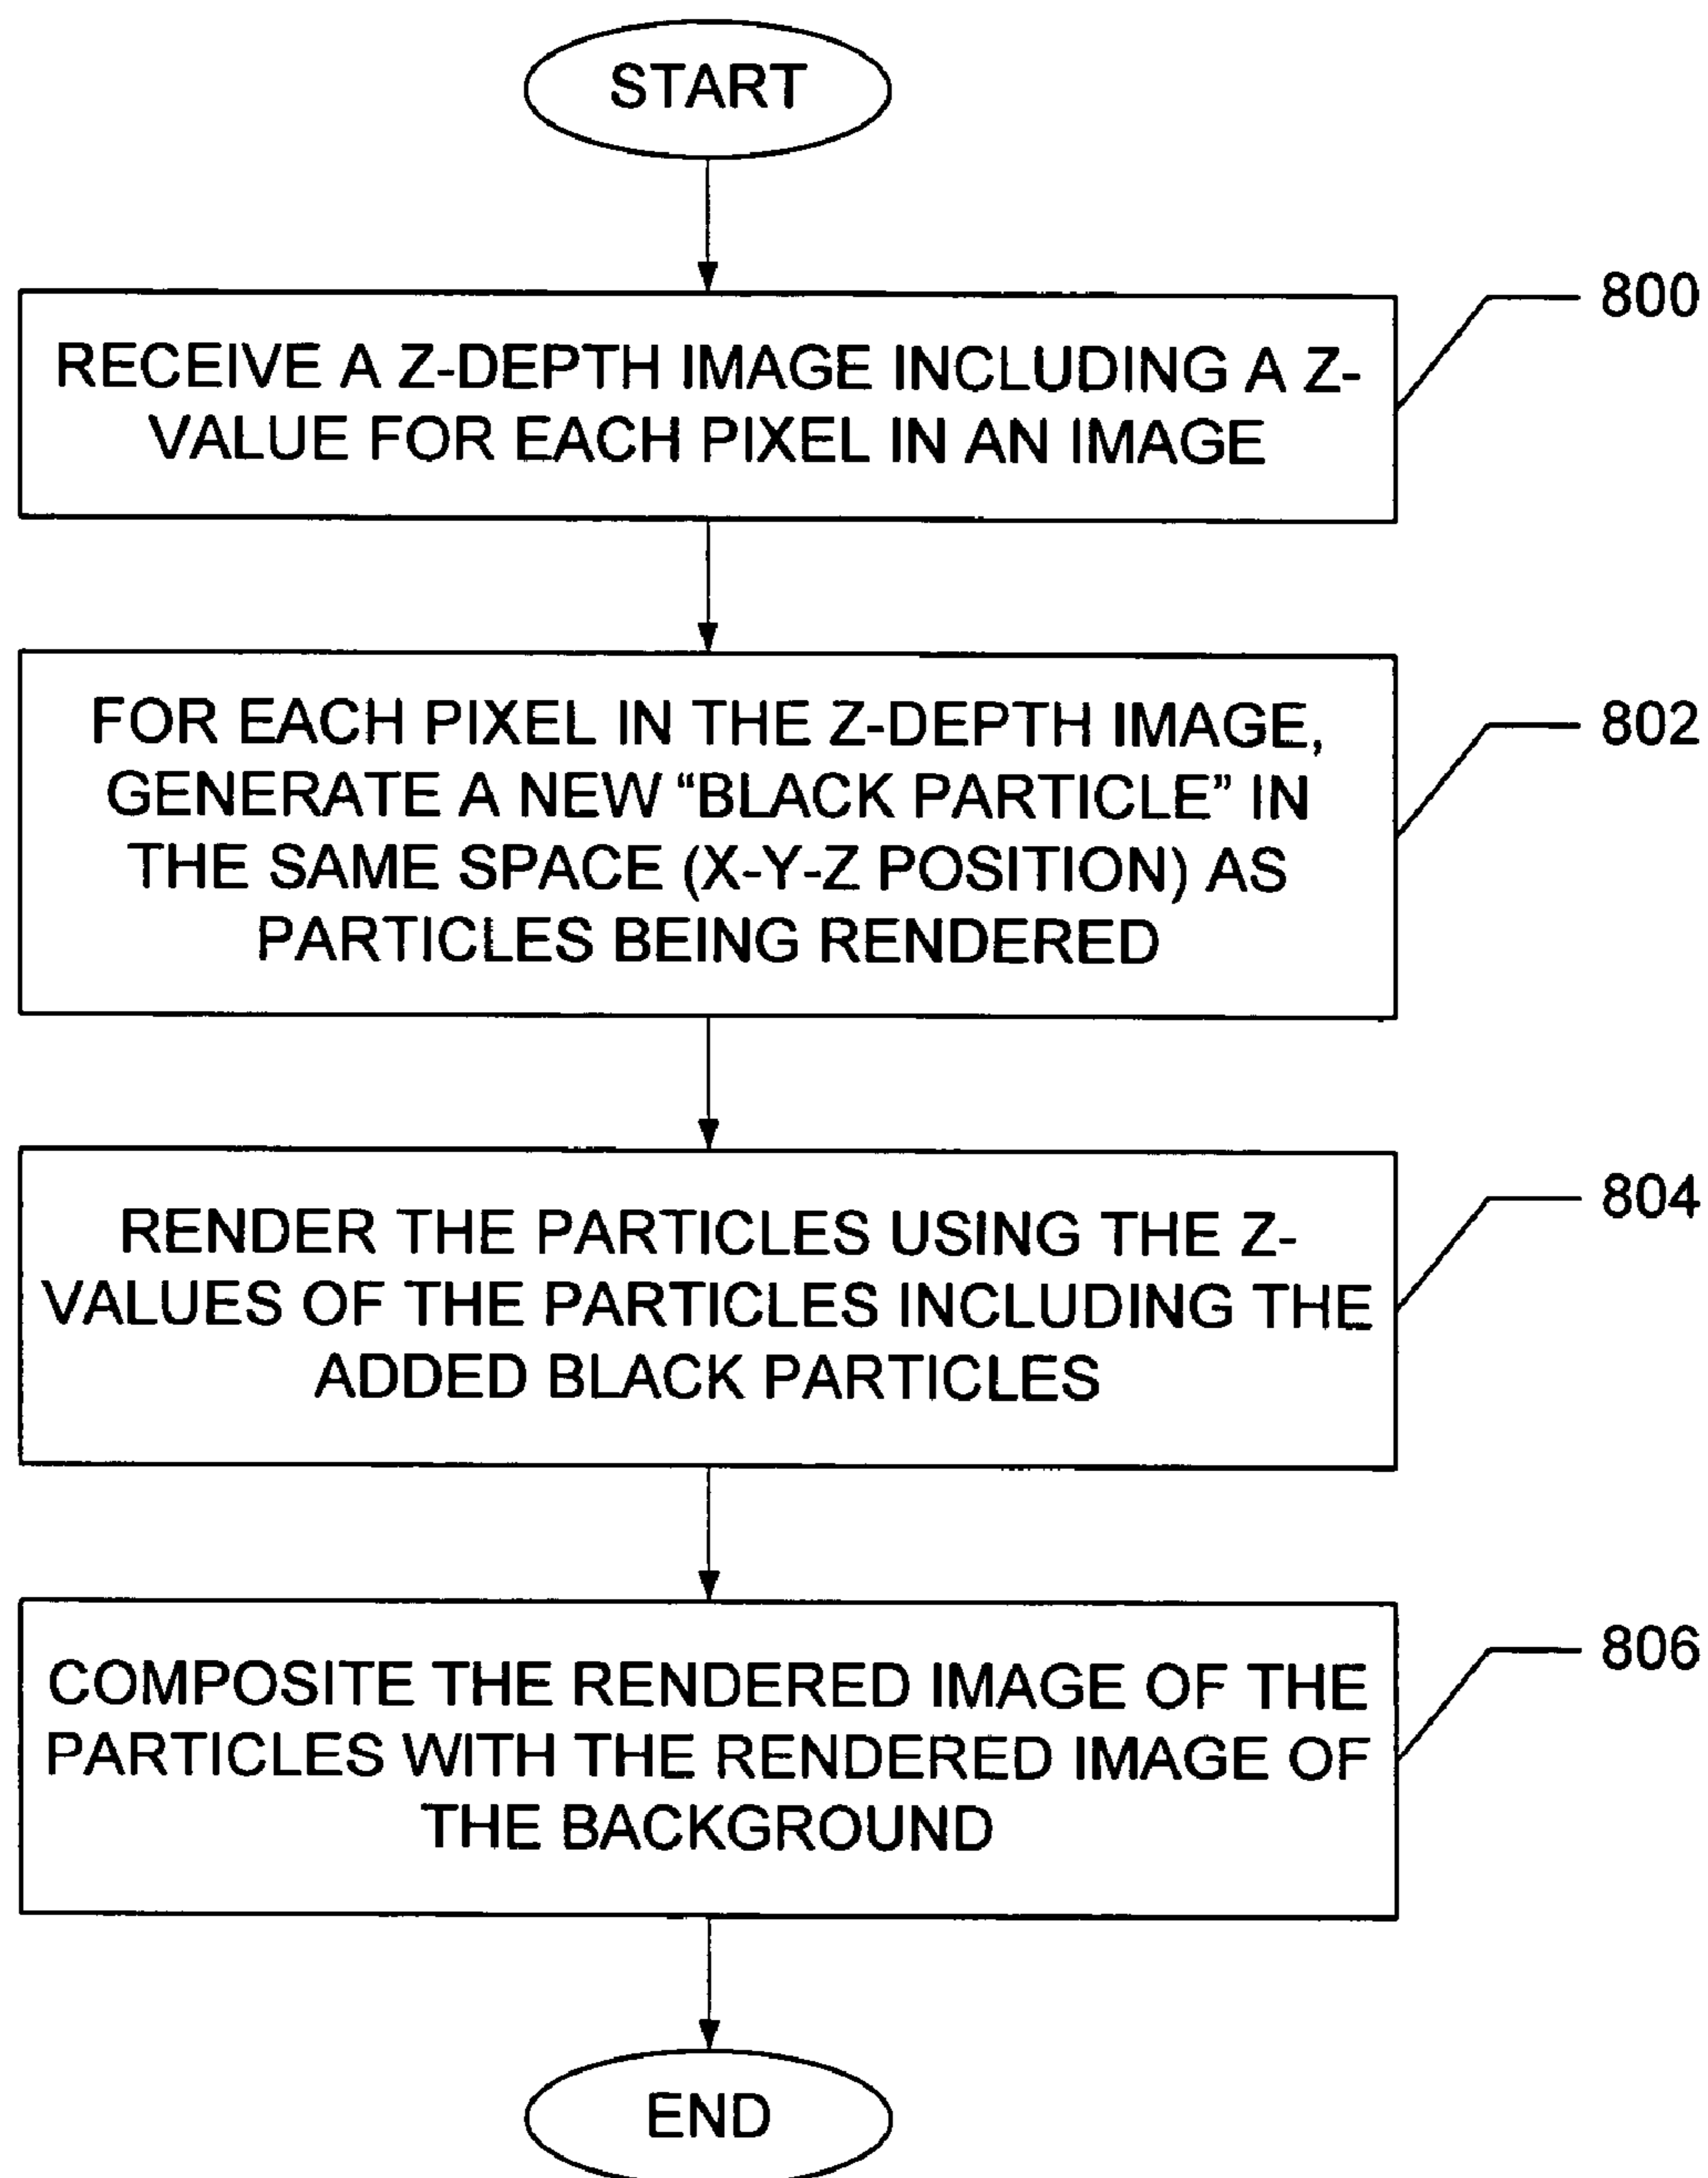 START
800
RECEIVE A Z-DEPTH IMAGE INCLUDING A Z-
VALUE FOR EACH PIXEL IN AN IMAGE
802
FOR EACH PIXEL IN THE Z-DEPTH IMAGE,
GENERATE A NEW “BLACK PARTICLE” IN
THE SAME SPACE (X-Y-Z POSITION) AS
PARTICLES BEING RENDERED
804
RENDER THE PARTICLES USING THE Z-
VALUES OF THE PARTICLES INCLUDING THE
ADDED BLACK PARTICLES
806
COMPOSITE THE RENDERED IMAGE OF THE
PARTICLES WITH THE RENDERED IMAGE OF
THE BACKGROUND
END